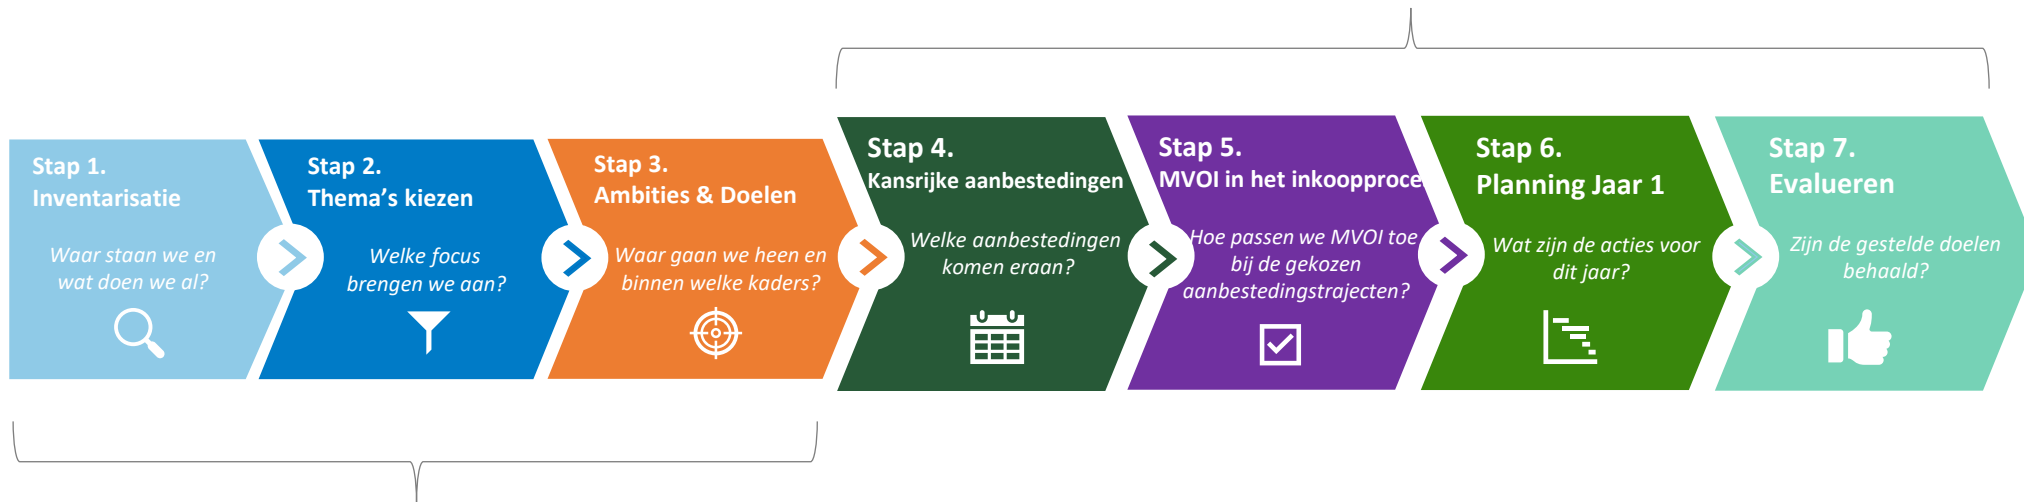 Stap 1.
Inventarisatie
Waar staan we en
wat doen we al?
Stap 2.
Thema's kiezen
Welke focus
brengen we aan?
Stap 3.
Ambities & Doelen
Waar gaan we heen en
binnen welke kaders?
Stap 4.
Kansrijke aanbestedingen
Welke aanbestedingen
komen eraan?
Stap 5.
MVOI in het inkoopproce
Hoe passen we MVOI toe
bij de gekozen
aanbestedingstrajecten?
Stap 6.
Planning Jaar 1
Wat zijn de acties voor
dit jaar?
Stap 7.
Evalueren
Zijn de gestelde doelen
behaald?